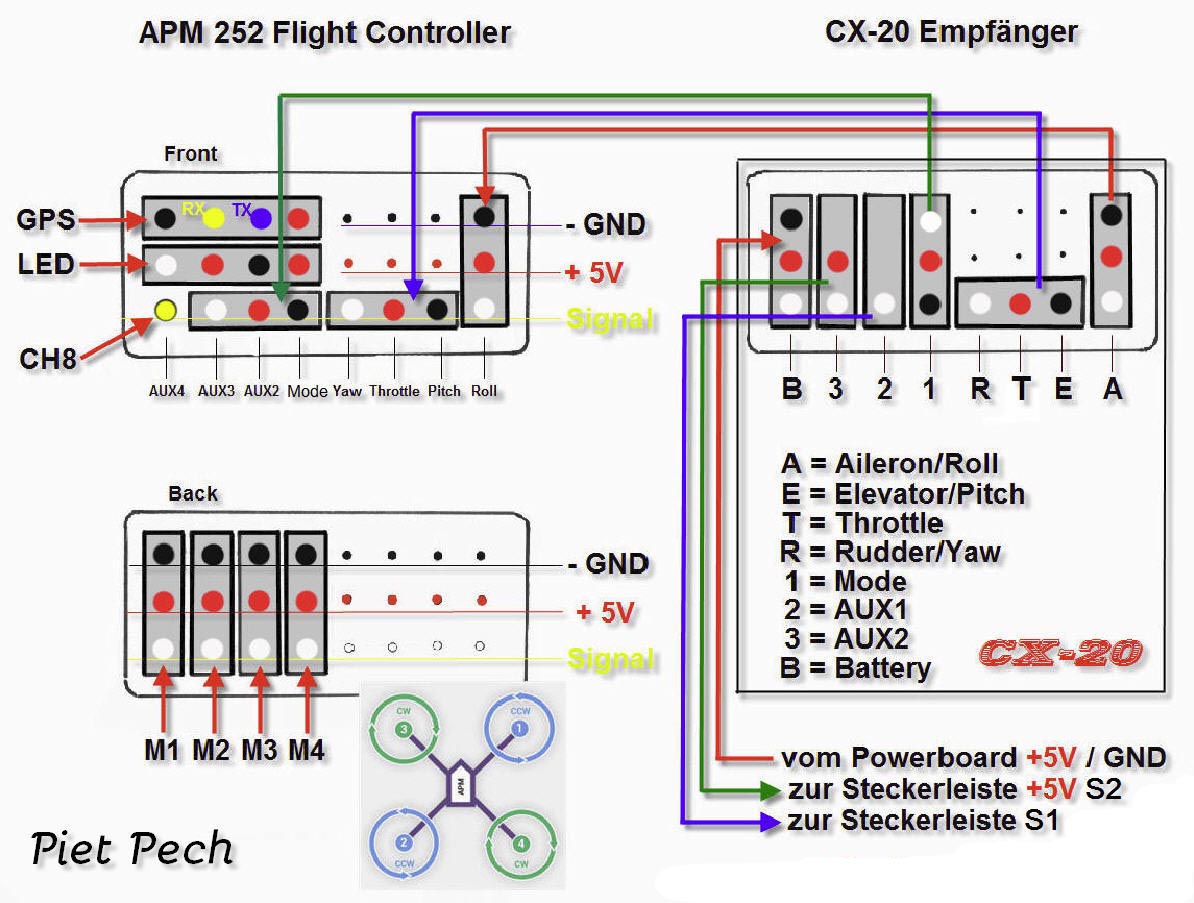 APM 252 Flight Controller
CX-20 Empfänger
Front
GPS
RX
TX
- GND
LED
+ 5V
Signal
CH8
AUX4 AUX3 AUX2 Mode Yaw Throttle Pitch Roll
B 3 2 1 R T E A
A = Aileron/Roll
E = Elevator/Pitch
T = Throttle
R = Rudder/Yaw
1 = Mode
2 = AUX1
3 = AUX2
B = Battery
CX-20
Back
- GND
+ 5V
Signal
M1 M2 M3 M4
CW
3
CCW
1
APM
2
CCW
4
CW
vom Powerboard +5V / GND
zur Steckerleiste +5V S2
zur Steckerleiste S1
Piet Pech